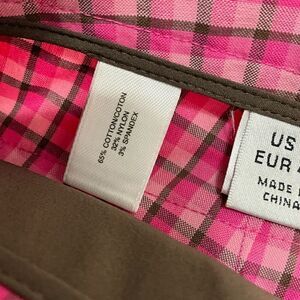 65% COTTON/COTON
32% NYLON
3% SPANDEX
US
EUR
MADE
CHINA